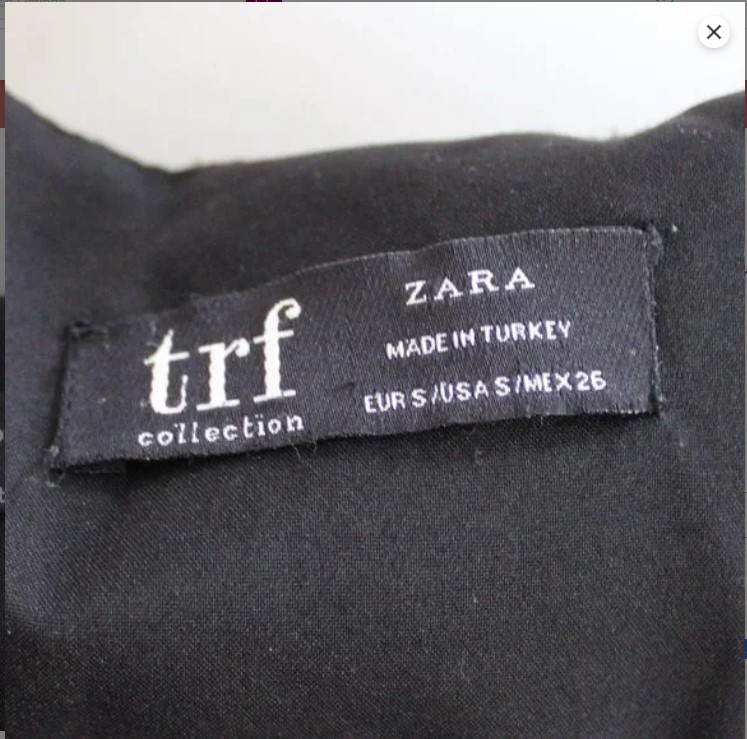 trf
collection
ZARA
MADE IN TURKEY
EUR S/USA S/MEX 26